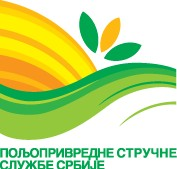 ПОЉОПРИВРЕДНЕ СТРУЧНЕ
СЛУЖБЕ СРБИЈЕ